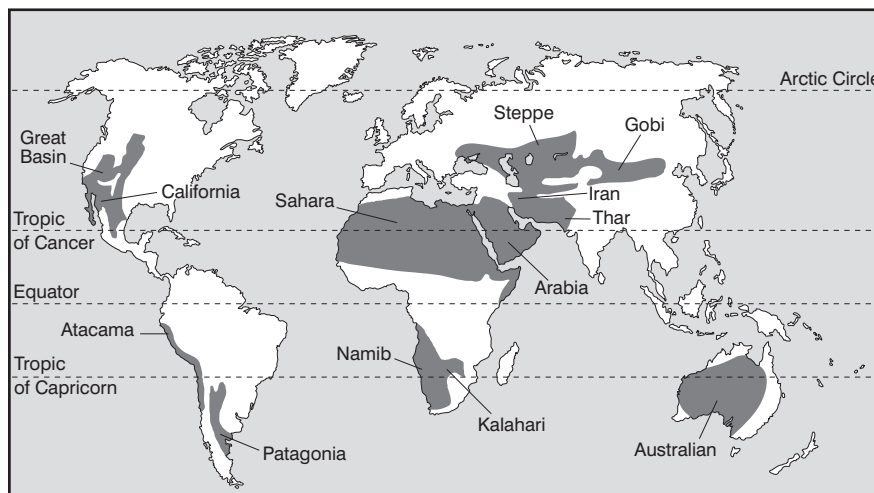 Arctic Circle
Steppe
Gobi
Great
Basin
California
Sahara
Iran
Thar
Tropic
of Cancer
Arabia
Equator
Atacama
Namib
Tropic
of Capricorn
Kalahari
Patagonia
Australian